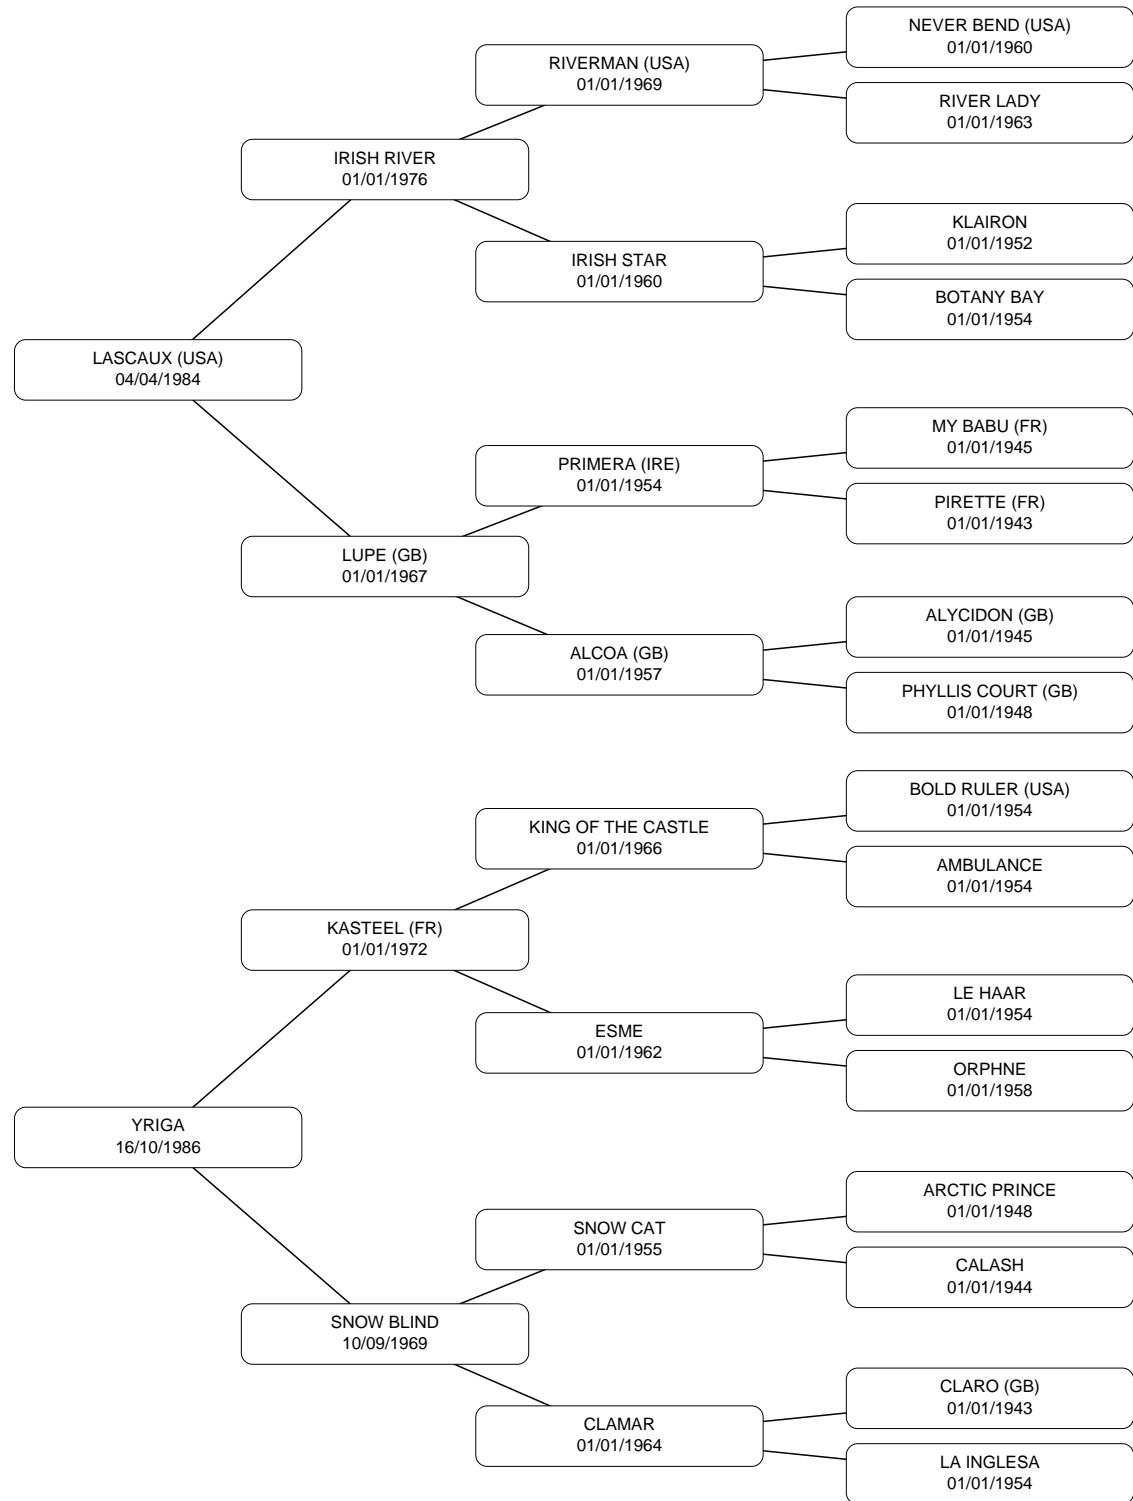 NEVER BEND (USA)
01/01/1960
RIVERMAN (USA)
01/01/1969
RIVER LADY
01/01/1963
IRISH RIVER
01/01/1976
KLAIRON
01/01/1952
IRISH STAR
01/01/1960
BOTANY BAY
01/01/1954
LASCAUX (USA)
04/04/1984
MY BABU (FR)
01/01/1945
PRIMERA (IRE)
01/01/1954
PIRETTE (FR)
01/01/1943
LUPE (GB)
01/01/1967
ALYCIDON (GB)
01/01/1945
ALCOA (GB)
01/01/1957
PHYLLIS COURT (GB)
01/01/1948
BOLD RULER (USA)
01/01/1954
KING OF THE CASTLE
01/01/1966
AMBULANCE
01/01/1954
KASTEEL (FR)
01/01/1972
LE HAAR
01/01/1954
ESME
01/01/1962
ORPHNE
01/01/1958
YRIGA
16/10/1986
ARCTIC PRINCE
01/01/1948
SNOW CAT
01/01/1955
CALASH
01/01/1944
SNOW BLIND
10/09/1969
CLARO (GB)
01/01/1943
CLAMAR
01/01/1964
LA INGLESA
01/01/1954